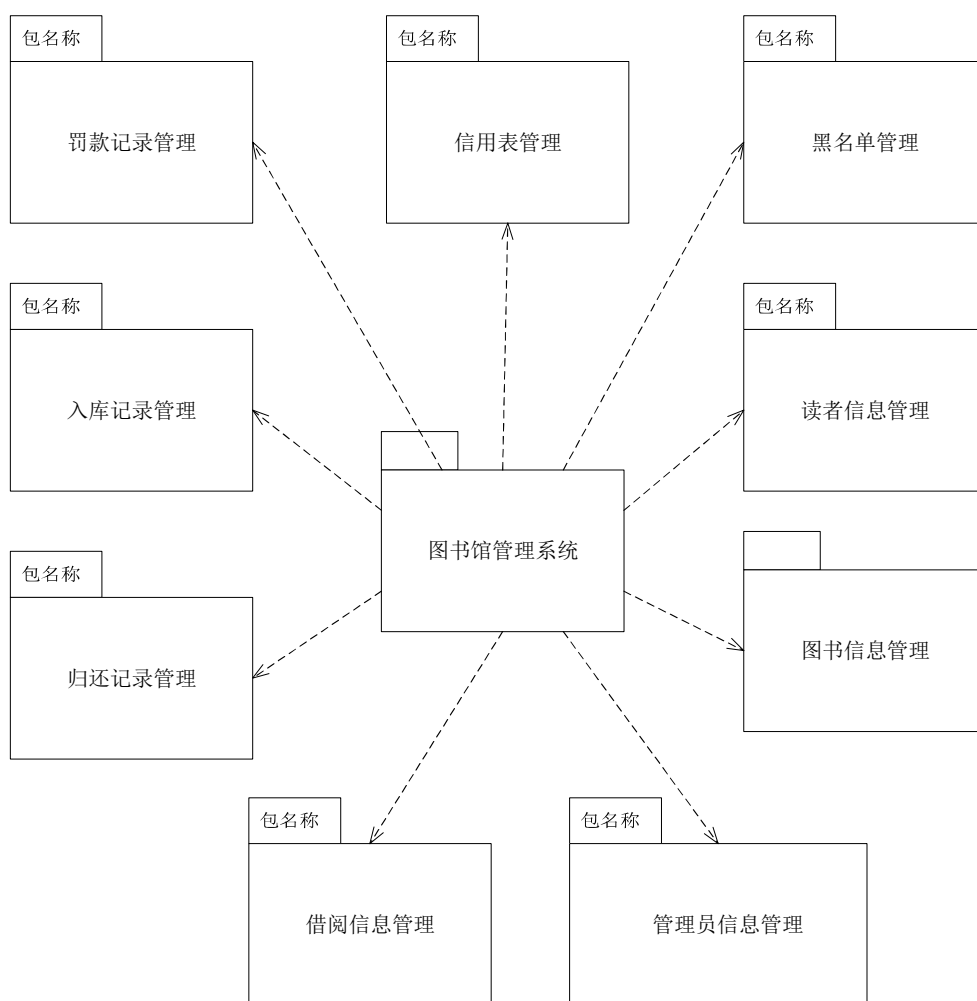 包名称
罚款记录管理
包名称
信用表管理
包名称
黑名单管理
包名称
入库记录管理
包名称
读者信息管理
图书馆管理系统
包名称
归还记录管理
图书信息管理
包名称
借阅信息管理
包名称
管理员信息管理